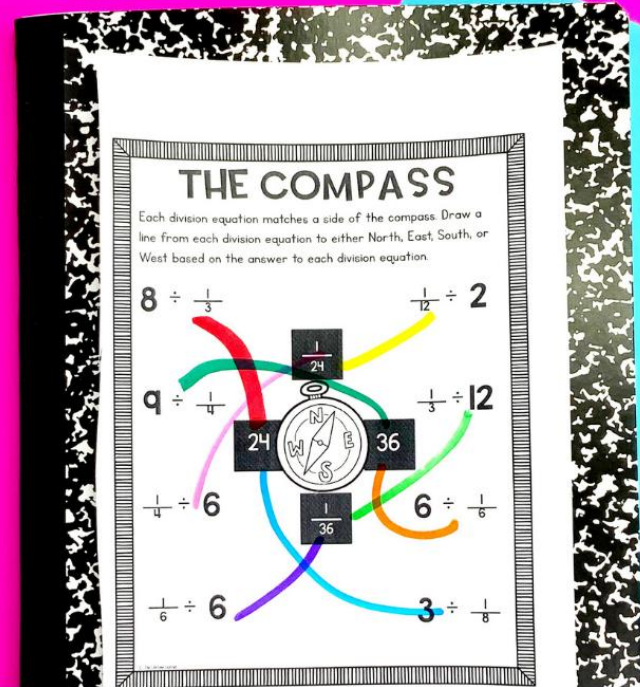 THE COMPASS
Each division equation matches a side of the compass. Draw a
line from each division equation to either North, East, South, or
West based on the answer to each division equation.
8 ÷ 1/3
1/12 ÷ 2
1/24
9 ÷ 1/4
1/3 ÷ 12
N
24
W
E
36
S
1/4 ÷ 6
1/36
6 ÷ 1/6
1/6 ÷ 6
3 ÷ 1/8